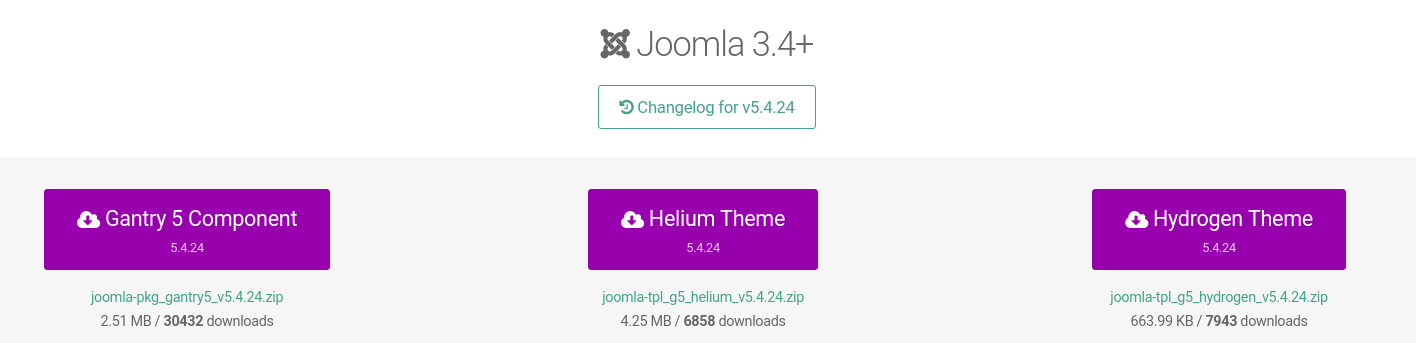 Joomla 3.4+
Changelog for v5.4.24
Gantry 5 Component
5.4.24
joomla-pkg_gantry5_v5.4.24.zip
2.51 MB / 30432 downloads
Helium Theme
5.4.24
joomla-tpl_g5_helium_v5.4.24.zip
4.25 MB / 6858 downloads
Hydrogen Theme
5.4.24
joomla-tpl_g5_hydrogen_v5.4.24.zip
663.99 KB / 7943 downloads